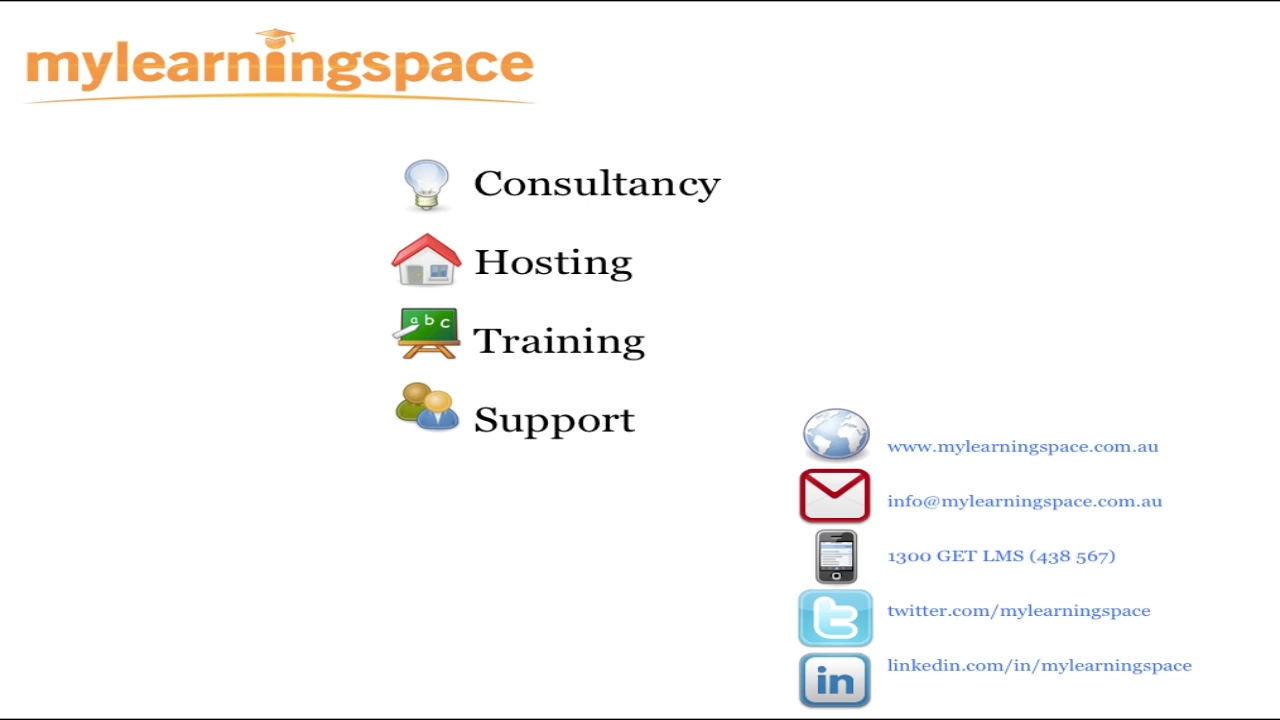 mylearningspace
Consultancy
Hosting
a b c
Training
Support
www.mylearningspace.com.au
info@mylearningspace.com.au
1300 GET LMS (438 567)
t
twitter.com/mylearningspace
in
linkedin.com/in/mylearningspace